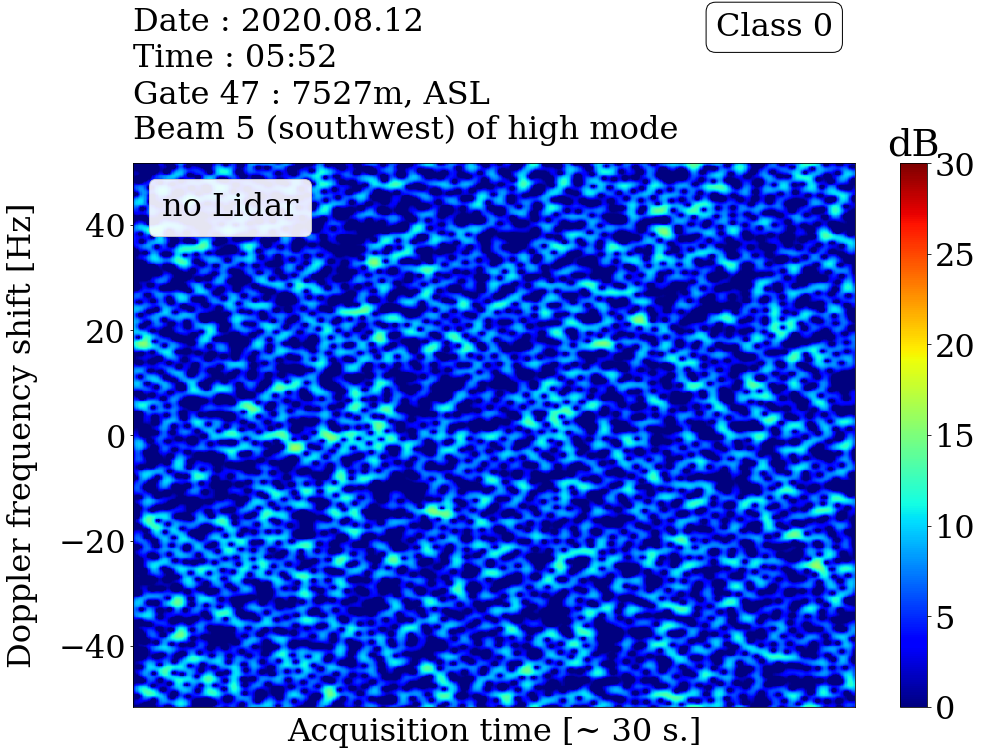 Date : 2020.08.12
Time : 05:52
Gate 47 : 7527m, ASL
Beam 5 (southwest) of high mode
Class 0
dB
no Lidar
Doppler frequency shift [Hz]
40
20
0
−20
−40
Acquisition time [~ 30 s.]
30
25
20
15
10
5
0